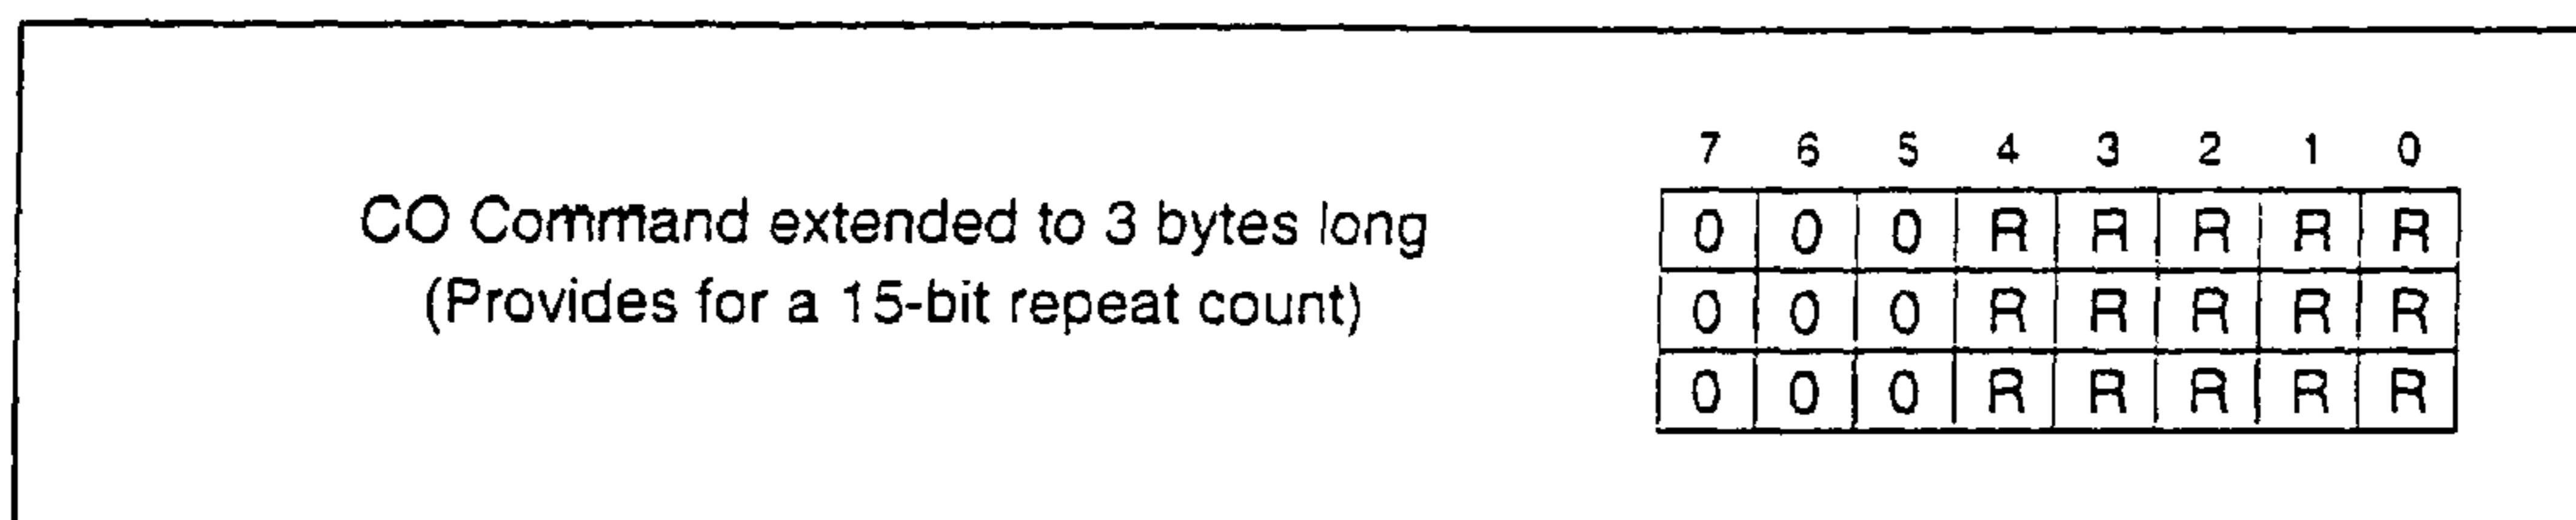 7 6 5 4 3 2 1 0
CO Command extended to 3 bytes long
0 0 0 R R R R R
(Provides for a 15-bit repeat count)
0 0 0 R R R R R
0 0 0 R R R R R